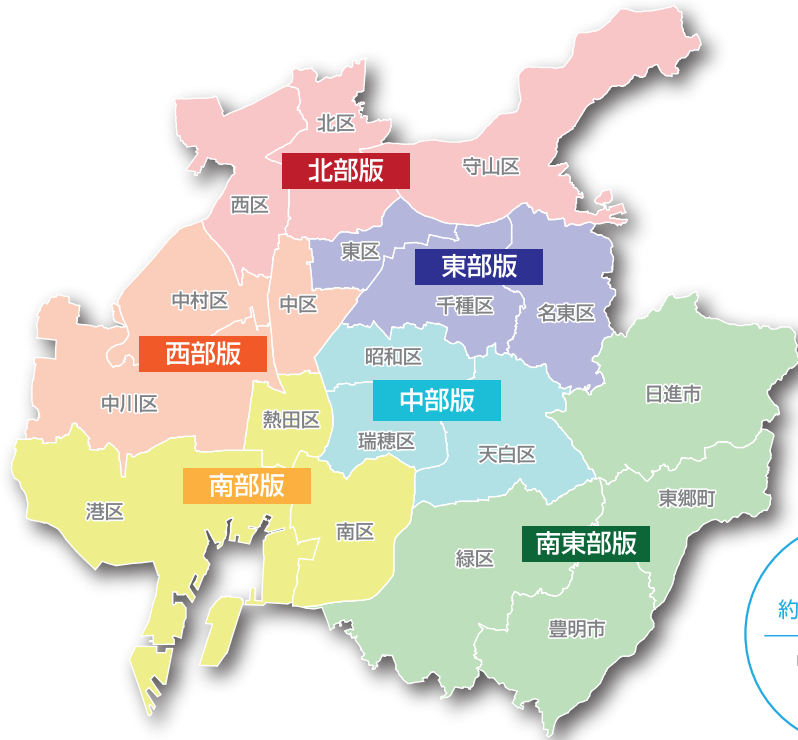 北区
北部版
守山区
西区
東区
東部版
中村区
中区
千種区
名東区
西部版
昭和区
中川区
中部版
日進市
熱田区
瑞穂区
天白区
南部版
港区
南区
東郷町
南東部版
緑区
豊明市
約